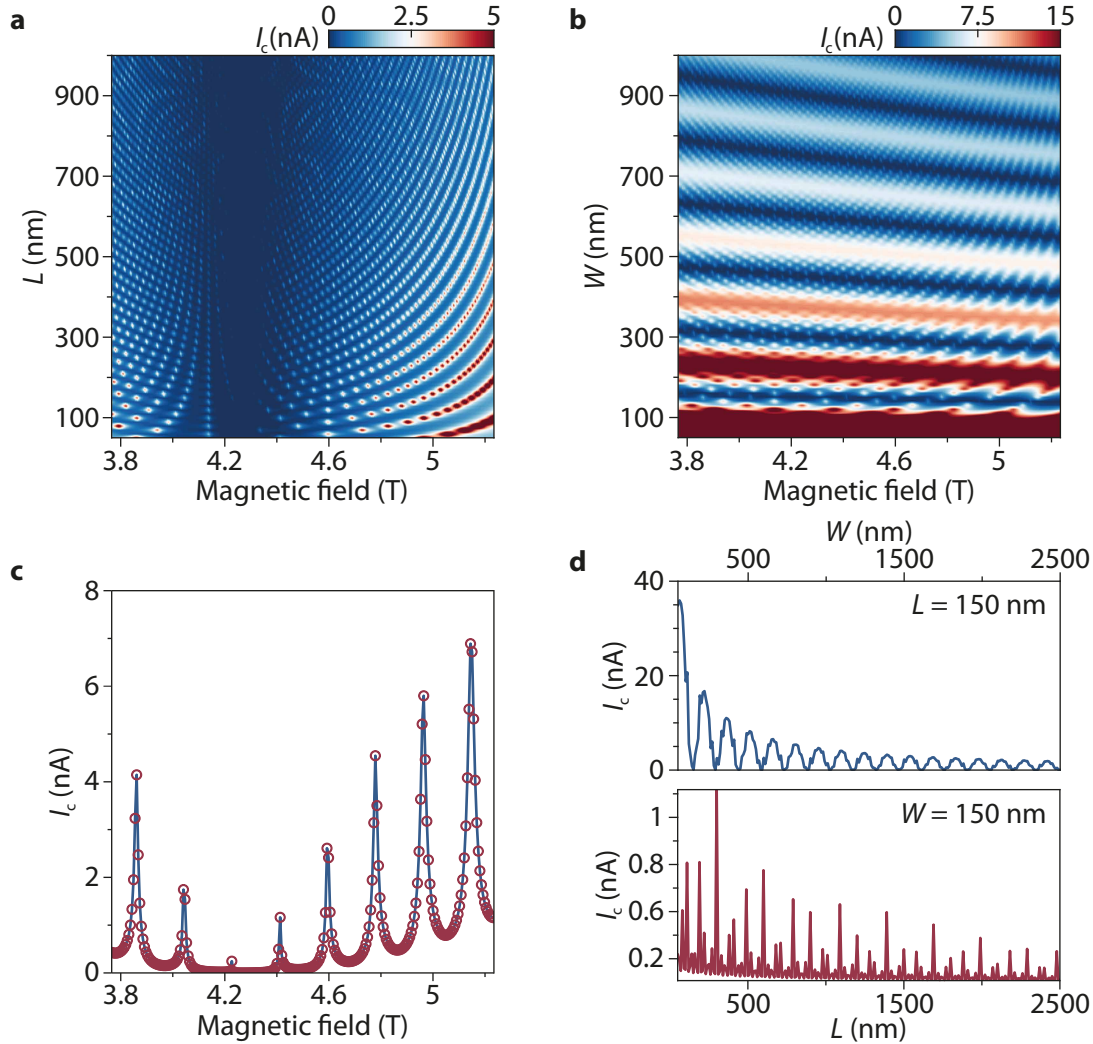 a
I_c(nA)
0 2.5 5
L (nm)
900
700
500
300
100
3.8 4.2 4.6 5
Magnetic field (T)
b
I_c(nA)
0 7.5 15
W (nm)
900
700
500
300
100
3.8 4.2 4.6 5
Magnetic field (T)
c
I_c (nA)
8
6
4
2
0
3.8 4.2 4.6 5
Magnetic field (T)
d
W (nm)
500 1500 2500
I_c (nA)
40
20
0
L = 150 nm
I_c (nA)
1
0.8
0.6
0.4
0.2
W = 150 nm
500 1500 2500
L (nm)